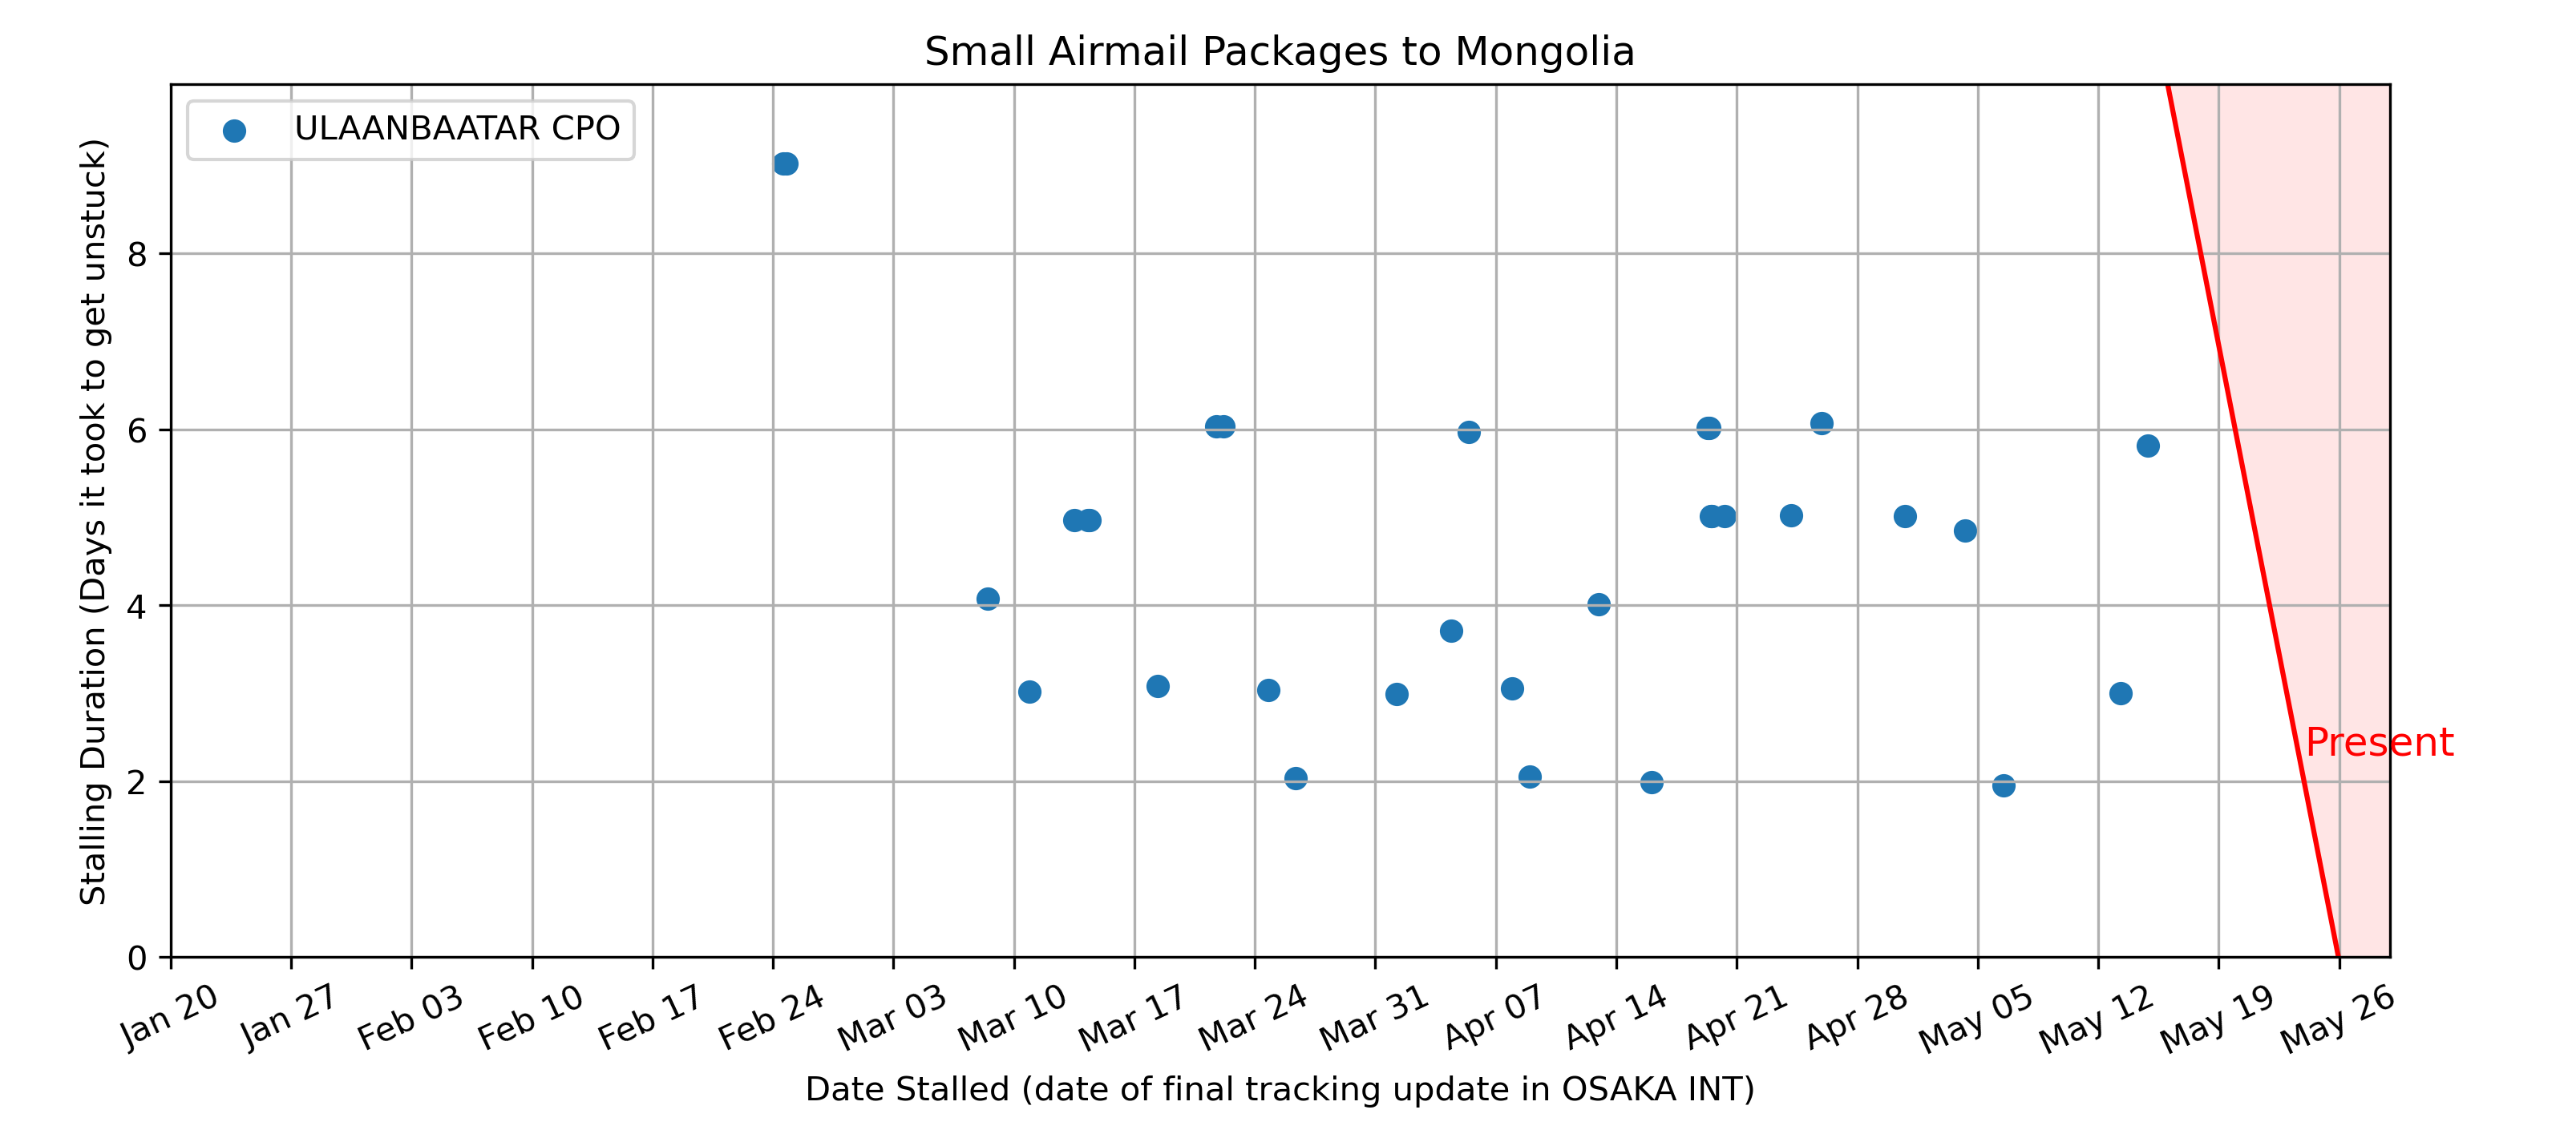 Small Airmail Packages to Mongolia
ULAANBAATAR CPO
Stalling Duration (Days it took to get unstuck)
8
6
4
2
0
Present
Jan 20
Jan 27
Feb 03
Feb 10
Feb 17
Feb 24
Mar 03
Mar 10
Mar 17
Mar 24
Mar 31
Apr 07
Apr 14
Apr 21
Apr 28
May 05
May 12
May 19
May 26
Date Stalled (date of final tracking update in OSAKA INT)